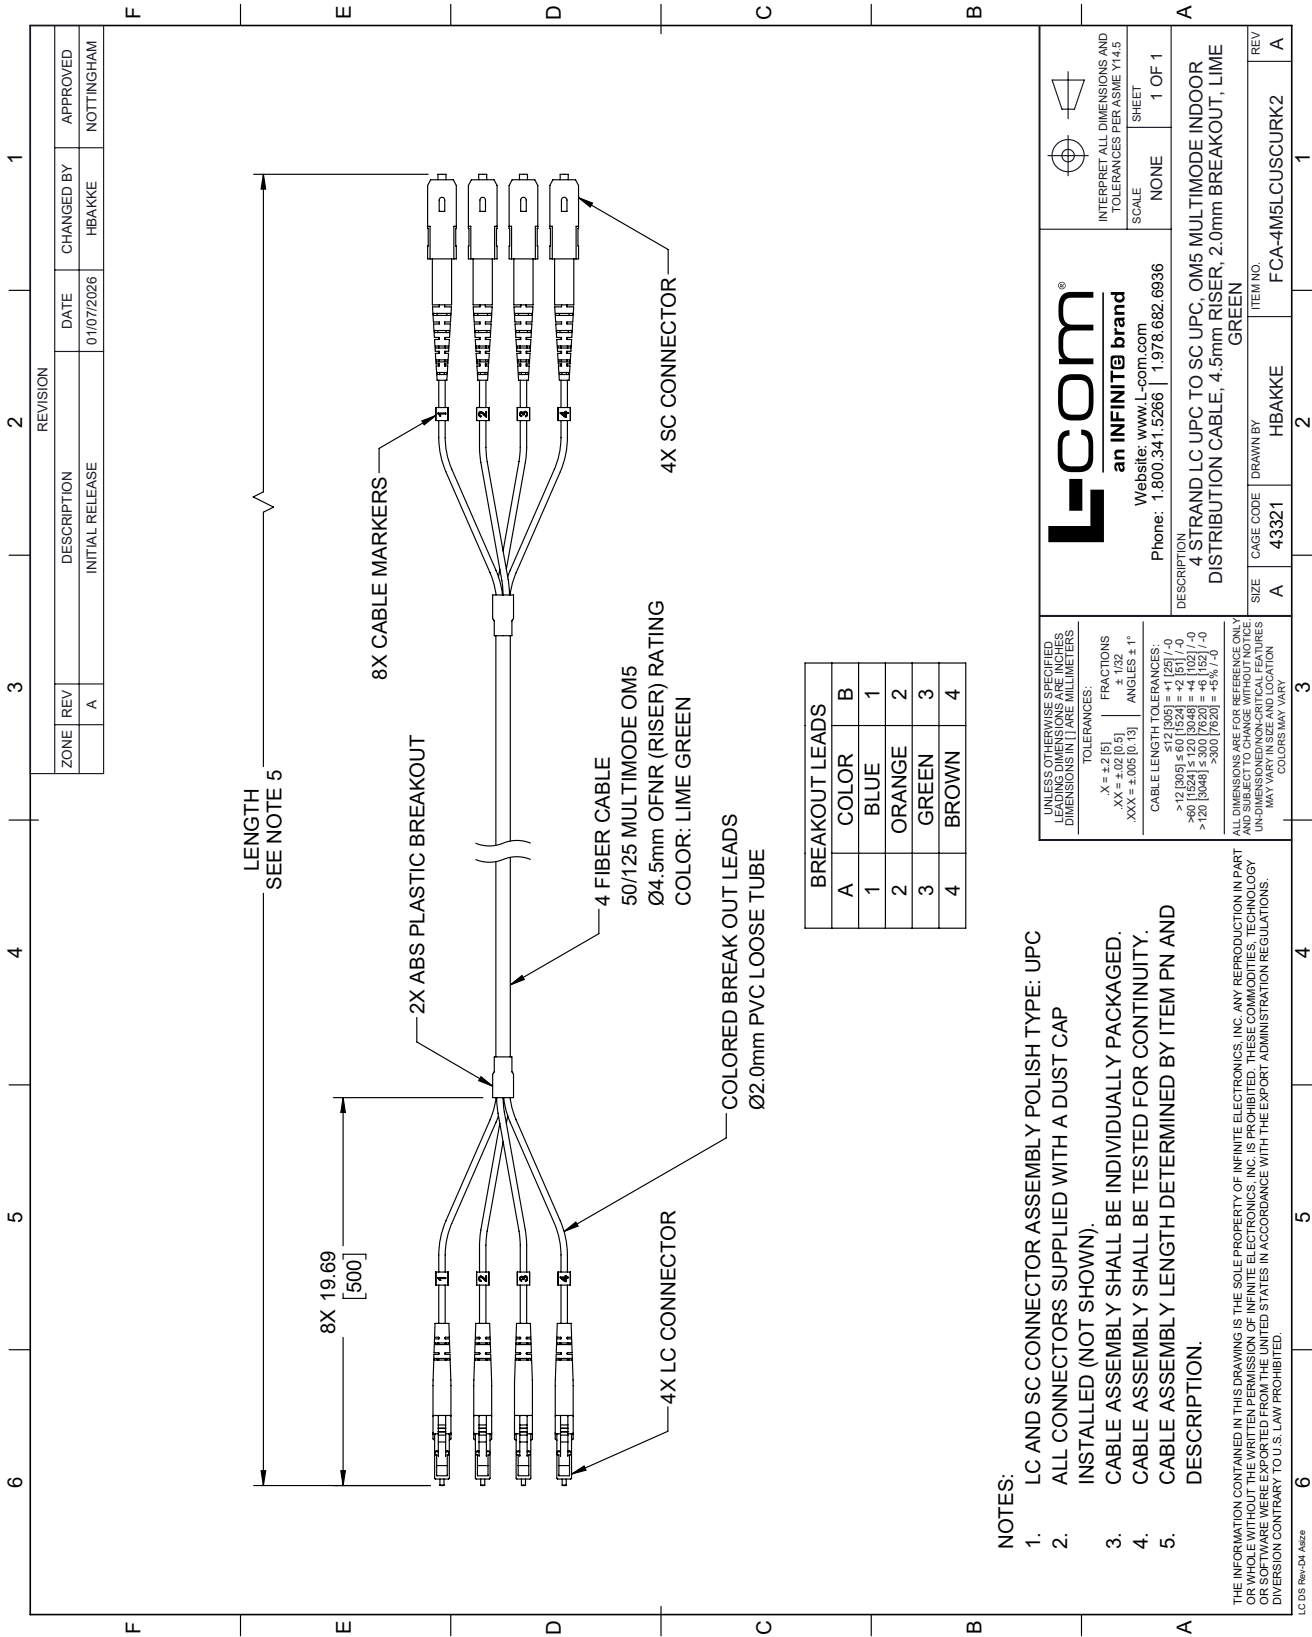 6 5 4 3 2 1
F
E
D
C
B
A
REVISION
ZONE REV DESCRIPTION DATE CHANGED BY APPROVED
A INITIAL RELEASE 01/07/2026 HBAKKE NOTTINGHAM
LENGTH
SEE NOTE 5
8X 19.69
[500]
2X ABS PLASTIC BREAKOUT
8X CABLE MARKERS
1
2
3
4
1
2
3
4
4X LC CONNECTOR
COLORED BREAK OUT LEADS
Ø2.0mm PVC LOOSE TUBE
4 FIBER CABLE
50/125 MULTIMODE OM5
Ø4.5mm OFNR (RISER) RATING
COLOR: LIME GREEN
4X SC CONNECTOR
BREAKOUT LEADS
A COLOR B
1 BLUE 1
2 ORANGE 2
3 GREEN 3
4 BROWN 4
NOTES:
1. LC AND SC CONNECTOR ASSEMBLY POLISH TYPE: UPC
2. ALL CONNECTORS SUPPLIED WITH A DUST CAP
INSTALLED (NOT SHOWN).
3. CABLE ASSEMBLY SHALL BE INDIVIDUALLY PACKAGED.
4. CABLE ASSEMBLY SHALL BE TESTED FOR CONTINUITY.
5. CABLE ASSEMBLY LENGTH DETERMINED BY ITEM PN AND
DESCRIPTION.
THE INFORMATION CONTAINED IN THIS DRAWING IS THE SOLE PROPERTY OF INFINITE ELECTRONICS, INC. ANY REPRODUCTION IN PART
OR WHOLE WITHOUT THE WRITTEN PERMISSION OF INFINITE ELECTRONICS, INC. IS PROHIBITED. THESE COMMODITIES, TECHNOLOGY
OR SOFTWARE WERE EXPORTED FROM THE UNITED STATES IN ACCORDANCE WITH THE EXPORT ADMINISTRATION REGULATIONS.
DIVERSION CONTRARY TO U.S. LAW PROHIBITED.
UNLESS OTHERWISE SPECIFIED
LEADING DIMENSIONS ARE INCHES
DIMENSIONS IN [ ] ARE MILLIMETERS
TOLERANCES:
.X = ±.2 [5] FRACTIONS
.XX = ±.02 [0.5] ± 1/32
.XXX = ±.005 [0.13] ANGLES ± 1°
CABLE LENGTH TOLERANCES:
≤12 [305] = +1 [25] / -0
>12 [305] ≤ 60 [1524] = +2 [51] / -0
>60 [1524] ≤ 120 [3048] = +4 [102] / -0
>120 [3048] ≤ 300 [7620] = +6 [152] / -0
>300 [7620] = +5% / -0
ALL DIMENSIONS ARE FOR REFERENCE ONLY
AND SUBJECT TO CHANGE WITHOUT NOTICE.
UN-DIMENSIONED/NON-CRITICAL FEATURES
MAY VARY IN SIZE AND LOCATION
COLORS MAY VARY
L-com®
an INFINITE brand
Website: www.L-com.com
Phone: 1.800.341.5266 | 1.978.682.6936
INTERPRET ALL DIMENSIONS AND
TOLERANCES PER ASME Y14.5
SCALE SHEET
NONE 1 OF 1
DESCRIPTION
4 STRAND LC UPC TO SC UPC, OM5 MULTIMODE INDOOR
DISTRIBUTION CABLE, 4.5mm RISER, 2.0mm BREAKOUT, LIME
GREEN
SIZE CAGE CODE DRAWN BY ITEM NO. REV
A 43321 HBAKKE FCA-4M5LCUSCURK2 A
6 5 4 3 2 1
F
E
D
C
B
A
LC DS Rev-D4 Asize